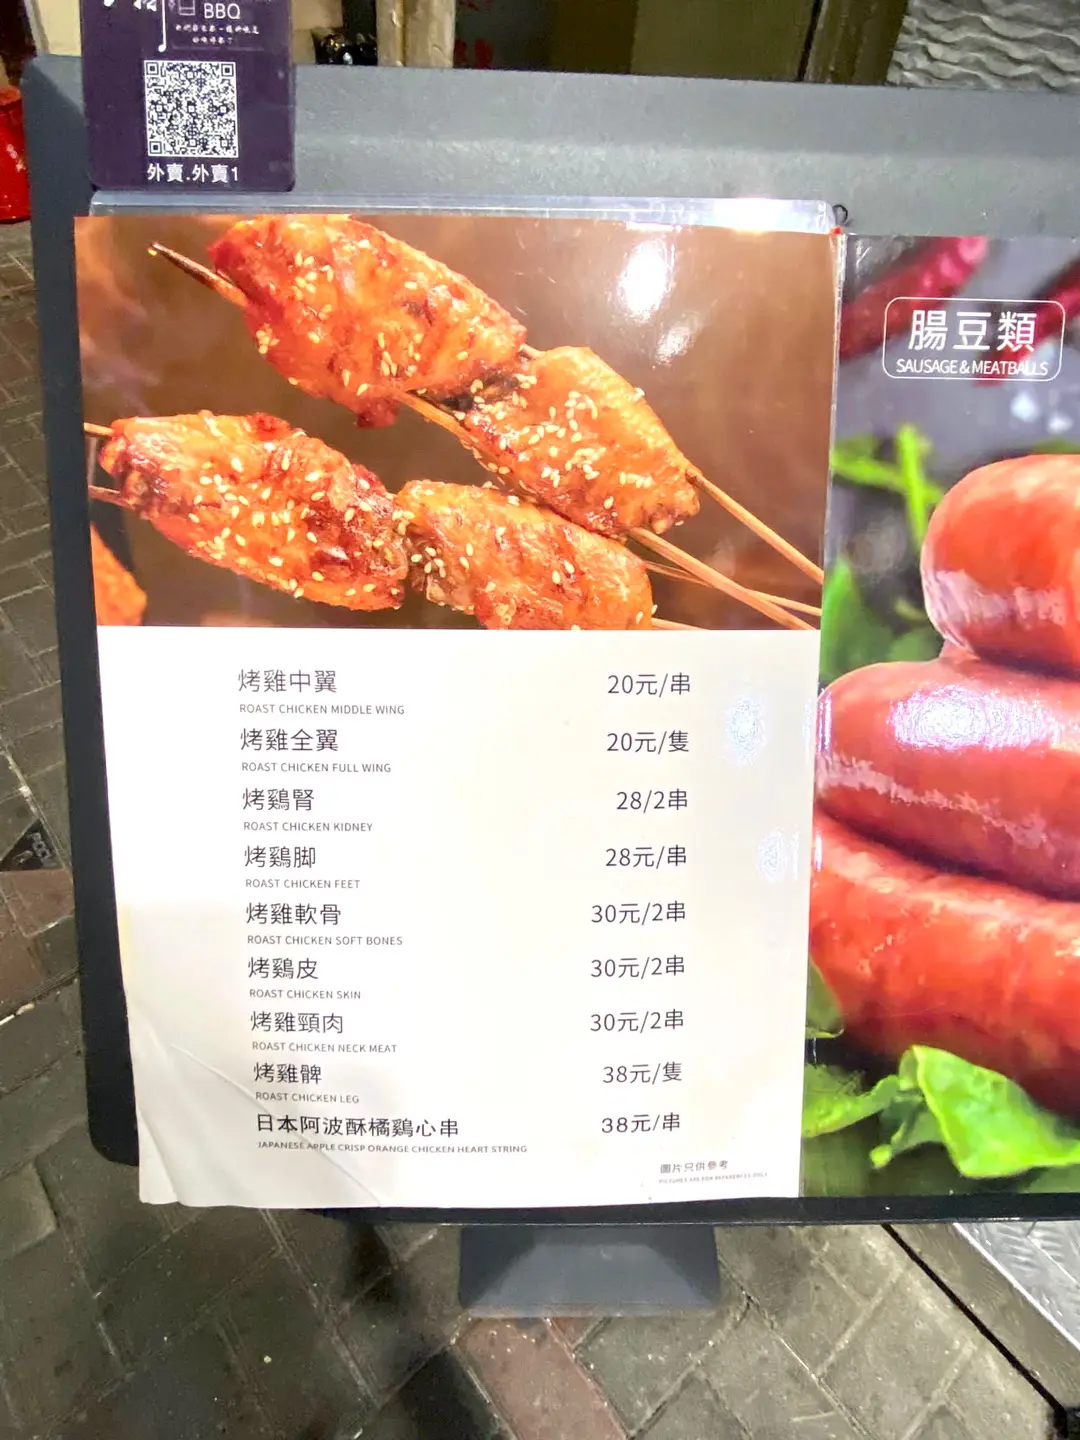 BBQ
外賣.外賣1
腸豆類
SAUSAGE & MEATBALLS
烤雞中翼 20元/串
ROAST CHICKEN MIDDLE WING
烤雞全翼 20元/隻
ROAST CHICKEN FULL WING
烤鷄腎 28/2串
ROAST CHICKEN KIDNEY
烤鷄脚 28元/串
ROAST CHICKEN FEET
烤雞軟骨 30元/2串
ROAST CHICKEN SOFT BONES
烤鷄皮 30元/2串
ROAST CHICKEN SKIN
烤雞頸肉 30元/2串
ROAST CHICKEN NECK MEAT
烤雞髀 38元/隻
ROAST CHICKEN LEG
日本阿波酥橘鷄心串 38元/串
JAPANESE APPLE CRISP ORANGE CHICKEN HEART STRING
圖片只供參考
PICTURES ARE FOR REFERENCES ONLY